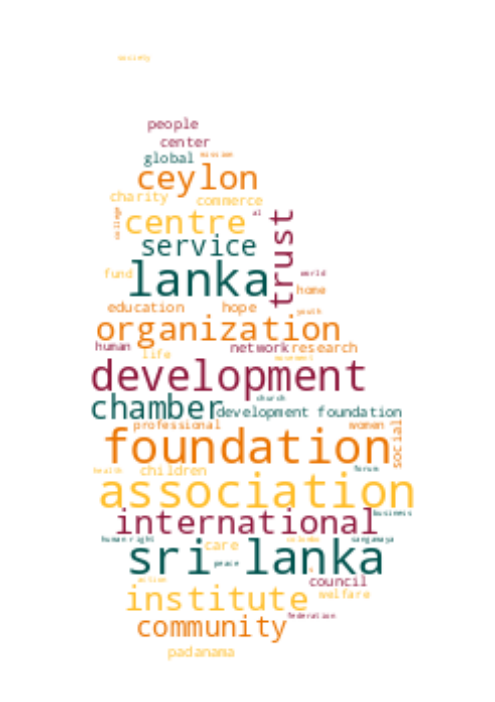 society
people
center
global mission
ceylon
charity commerce
college centre al
service trust
lanka
fund world
home
education hope youth
organization
human network research
life movement
development
church
chamber development foundation
professional women social
foundation
forum
health children
association
international business
human right care colombo sanganaya
sri lanka
peace
action council
institute welfare
federation
community
padanama